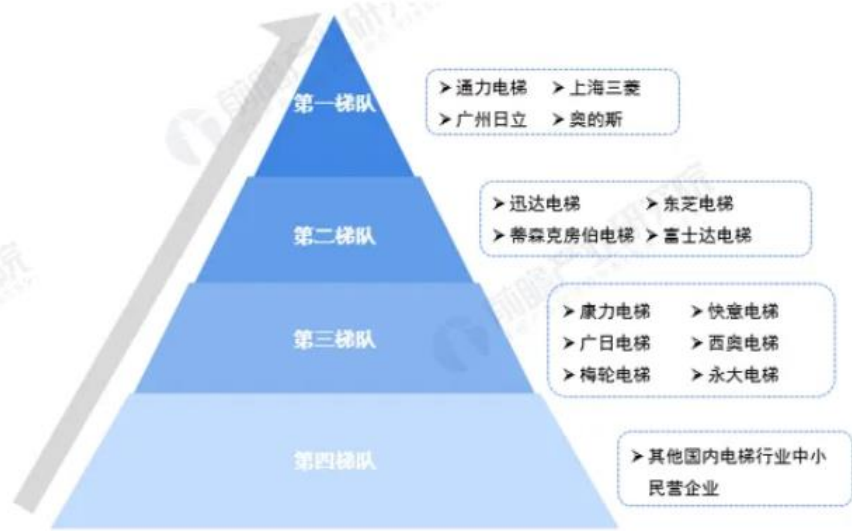 第一梯队
➤ 通力电梯 ➤ 上海三菱
➤ 广州日立 ➤ 奥的斯
第二梯队
➤ 迅达电梯 ➤ 东芝电梯
➤ 蒂森克房伯电梯 ➤ 富士达电梯
第三梯队
➤ 康力电梯 ➤ 快意电梯
➤ 广日电梯 ➤ 西奥电梯
➤ 梅轮电梯 ➤ 永大电梯
第四梯队
➤ 其他国内电梯行业中小
民营企业